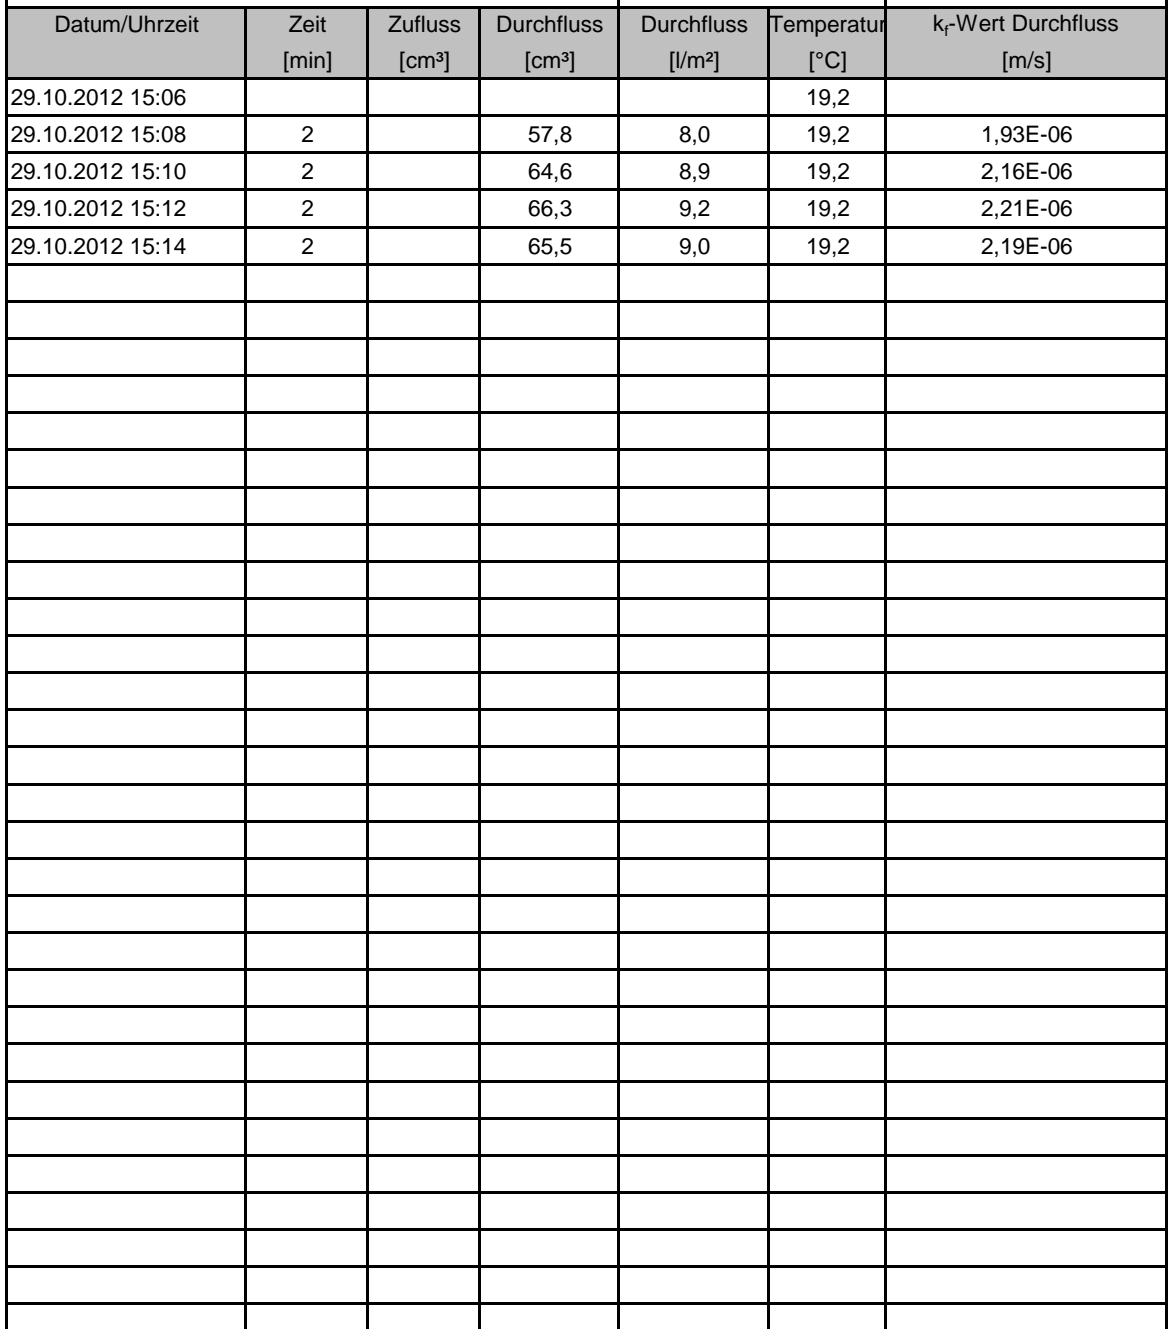 Datum/Uhrzeit Zeit Zufluss Durchfluss Durchfluss Temperatur kf-Wert Durchfluss
[min] [cm³] [cm³] [l/m²] [°C] [m/s]
29.10.2012 15:06 19,2
29.10.2012 15:08 2 57,8 8,0 19,2 1,93E-06
29.10.2012 15:10 2 64,6 8,9 19,2 2,16E-06
29.10.2012 15:12 2 66,3 9,2 19,2 2,21E-06
29.10.2012 15:14 2 65,5 9,0 19,2 2,19E-06